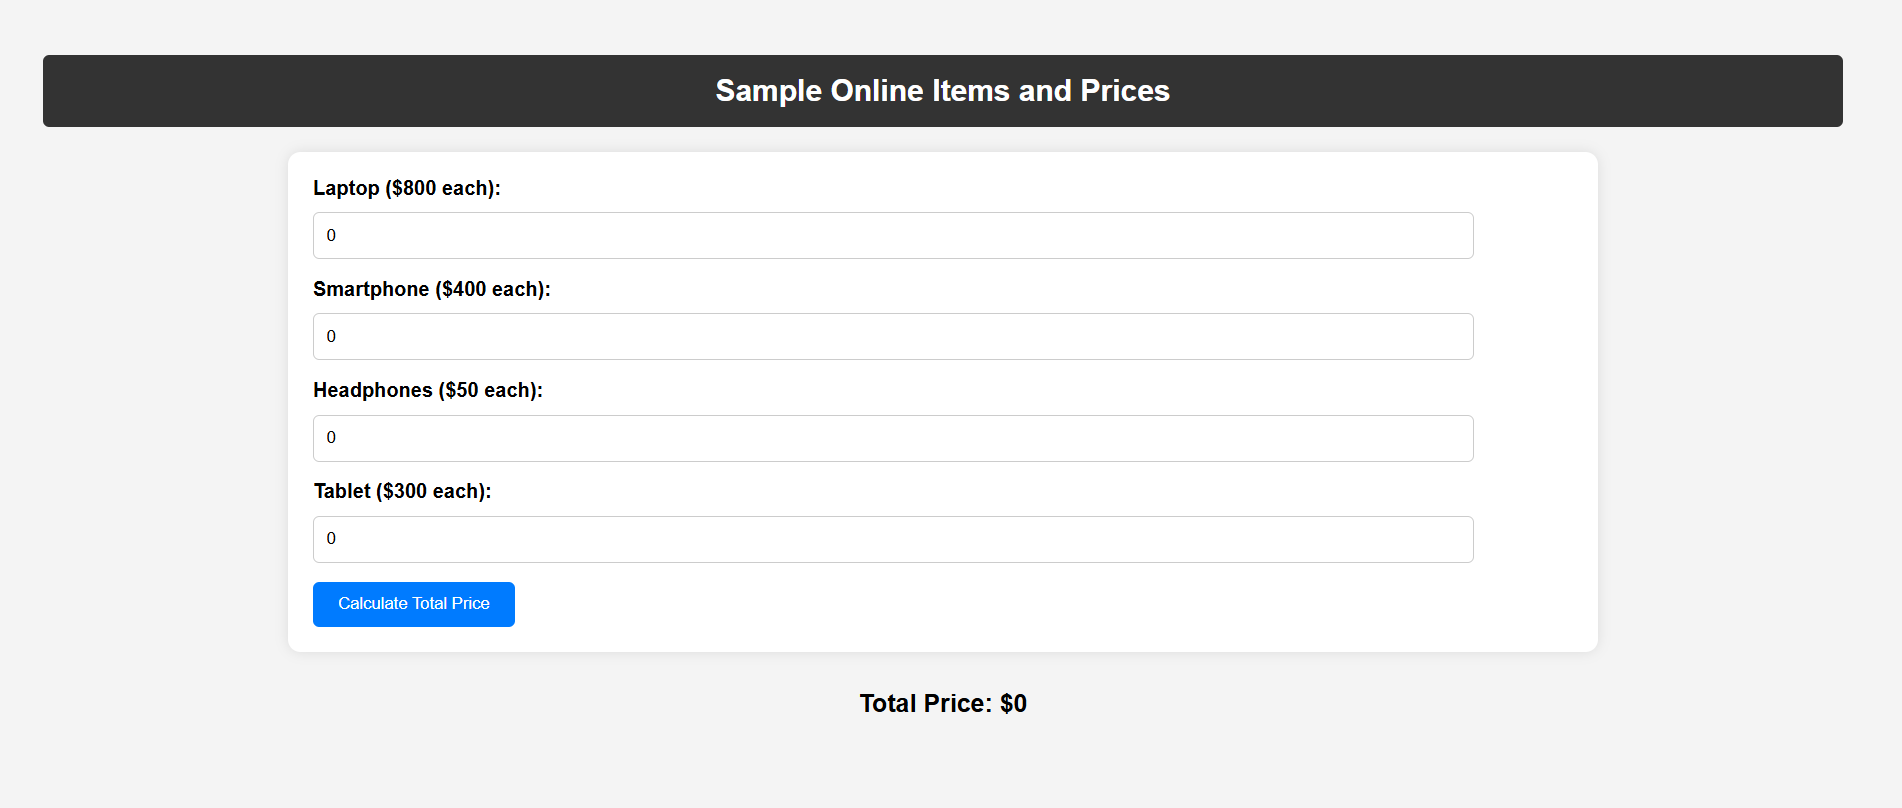 Sample Online Items and Prices
Laptop ($800 each):
0
Smartphone ($400 each):
0
Headphones ($50 each):
0
Tablet ($300 each):
0
Calculate Total Price
Total Price: $0